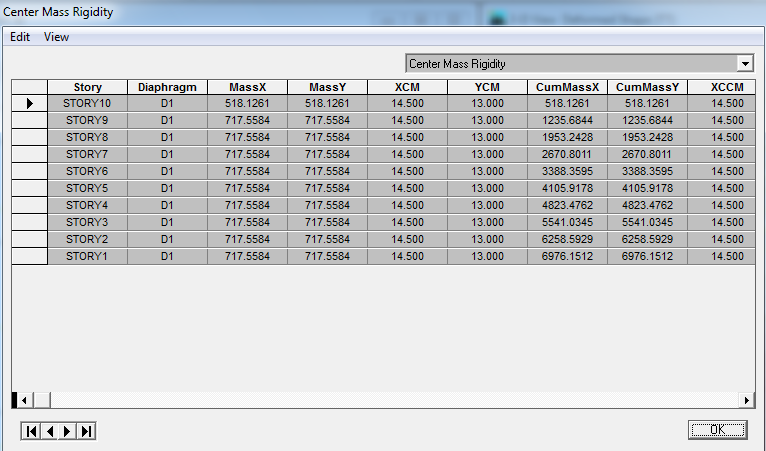 Center Mass Rigidity
Edit View
Center Mass Rigidity
Story Diaphragm MassX MassY XCM YCM CumMassX CumMassY XCCM
STORY10 D1 518.1261 518.1261 14.500 13.000 518.1261 518.1261 14.500
STORY9 D1 717.5584 717.5584 14.500 13.000 1235.6844 1235.6844 14.500
STORY8 D1 717.5584 717.5584 14.500 13.000 1953.2428 1953.2428 14.500
STORY7 D1 717.5584 717.5584 14.500 13.000 2670.8011 2670.8011 14.500
STORY6 D1 717.5584 717.5584 14.500 13.000 3388.3595 3388.3595 14.500
STORY5 D1 717.5584 717.5584 14.500 13.000 4105.9178 4105.9178 14.500
STORY4 D1 717.5584 717.5584 14.500 13.000 4823.4762 4823.4762 14.500
STORY3 D1 717.5584 717.5584 14.500 13.000 5541.0345 5541.0345 14.500
STORY2 D1 717.5584 717.5584 14.500 13.000 6258.5929 6258.5929 14.500
STORY1 D1 717.5584 717.5584 14.500 13.000 6976.1512 6976.1512 14.500
OK